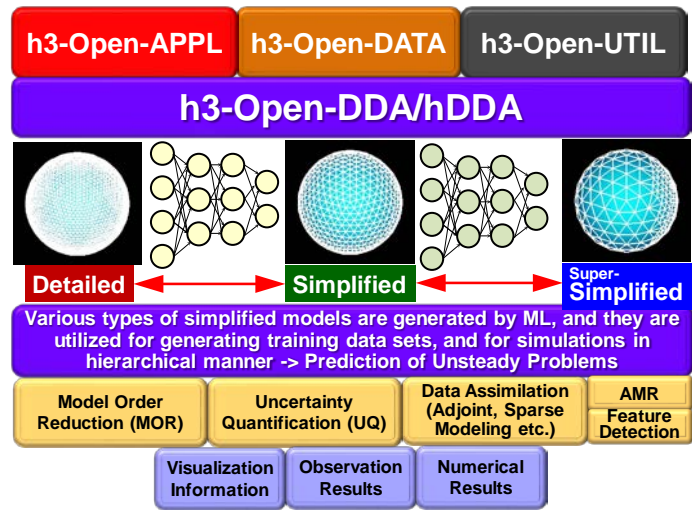 h3-Open-APPL h3-Open-DATA h3-Open-UTIL
h3-Open-DDA/hDDA
Detailed Simplified Super-Simplified
Various types of simplified models are generated by ML, and they are
utilized for generating training data sets, and for simulations in
hierarchical manner -> Prediction of Unsteady Problems
Model Order
Reduction (MOR)
Uncertainty
Quantification (UQ)
Data Assimilation
(Adjoint, Sparse
Modeling etc.)
AMR
Feature
Detection
Visualization
Information
Observation
Results
Numerical
Results